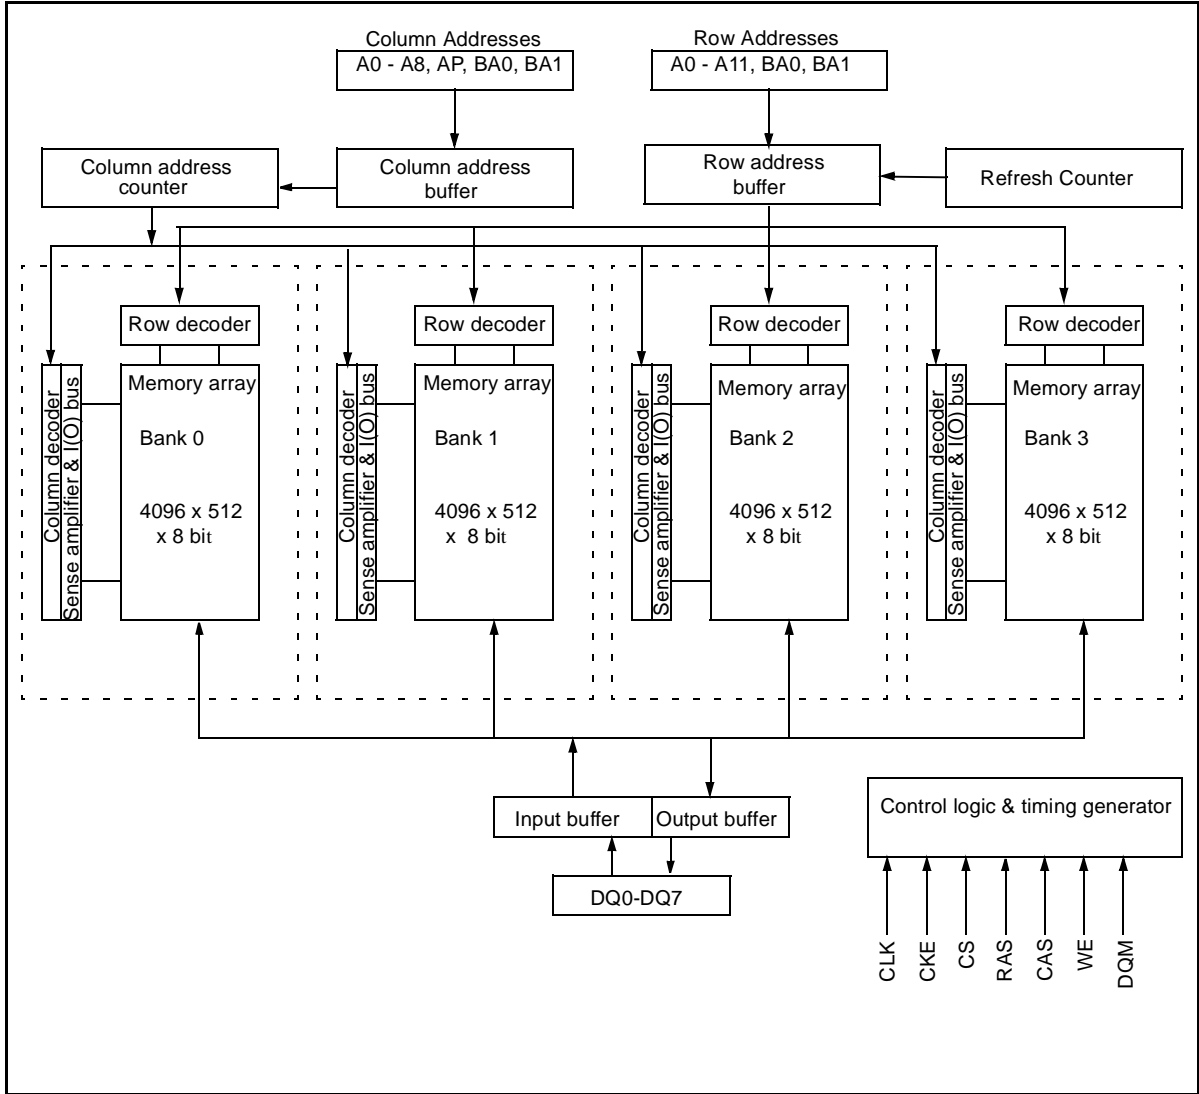 Column Addresses
A0 - A8, AP, BA0, BA1
Row Addresses
A0 - A11, BA0, BA1
Column address
counter
Column address
buffer
Row address
buffer
Refresh Counter
Row decoder
Row decoder
Row decoder
Row decoder
Column decoder
Sense amplifier & I(O) bus
Memory array
Bank 0
4096 x 512
x 8 bit
Column decoder
Sense amplifier & I(O) bus
Memory array
Bank 1
4096 x 512
x 8 bit
Column decoder
Sense amplifier & I(O) bus
Memory array
Bank 2
4096 x 512
x 8 bit
Column decoder
Sense amplifier & I(O) bus
Memory array
Bank 3
4096 x 512
x 8 bit
Input buffer
Output buffer
DQ0-DQ7
Control logic & timing generator
CLK
CKE
CS
RAS
CAS
WE
DQM